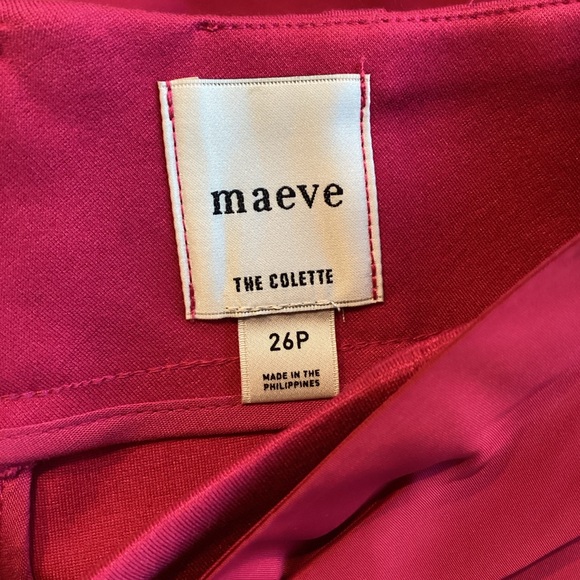 maeve
THE COLETTE
26P
MADE IN THE
PHILIPPINES